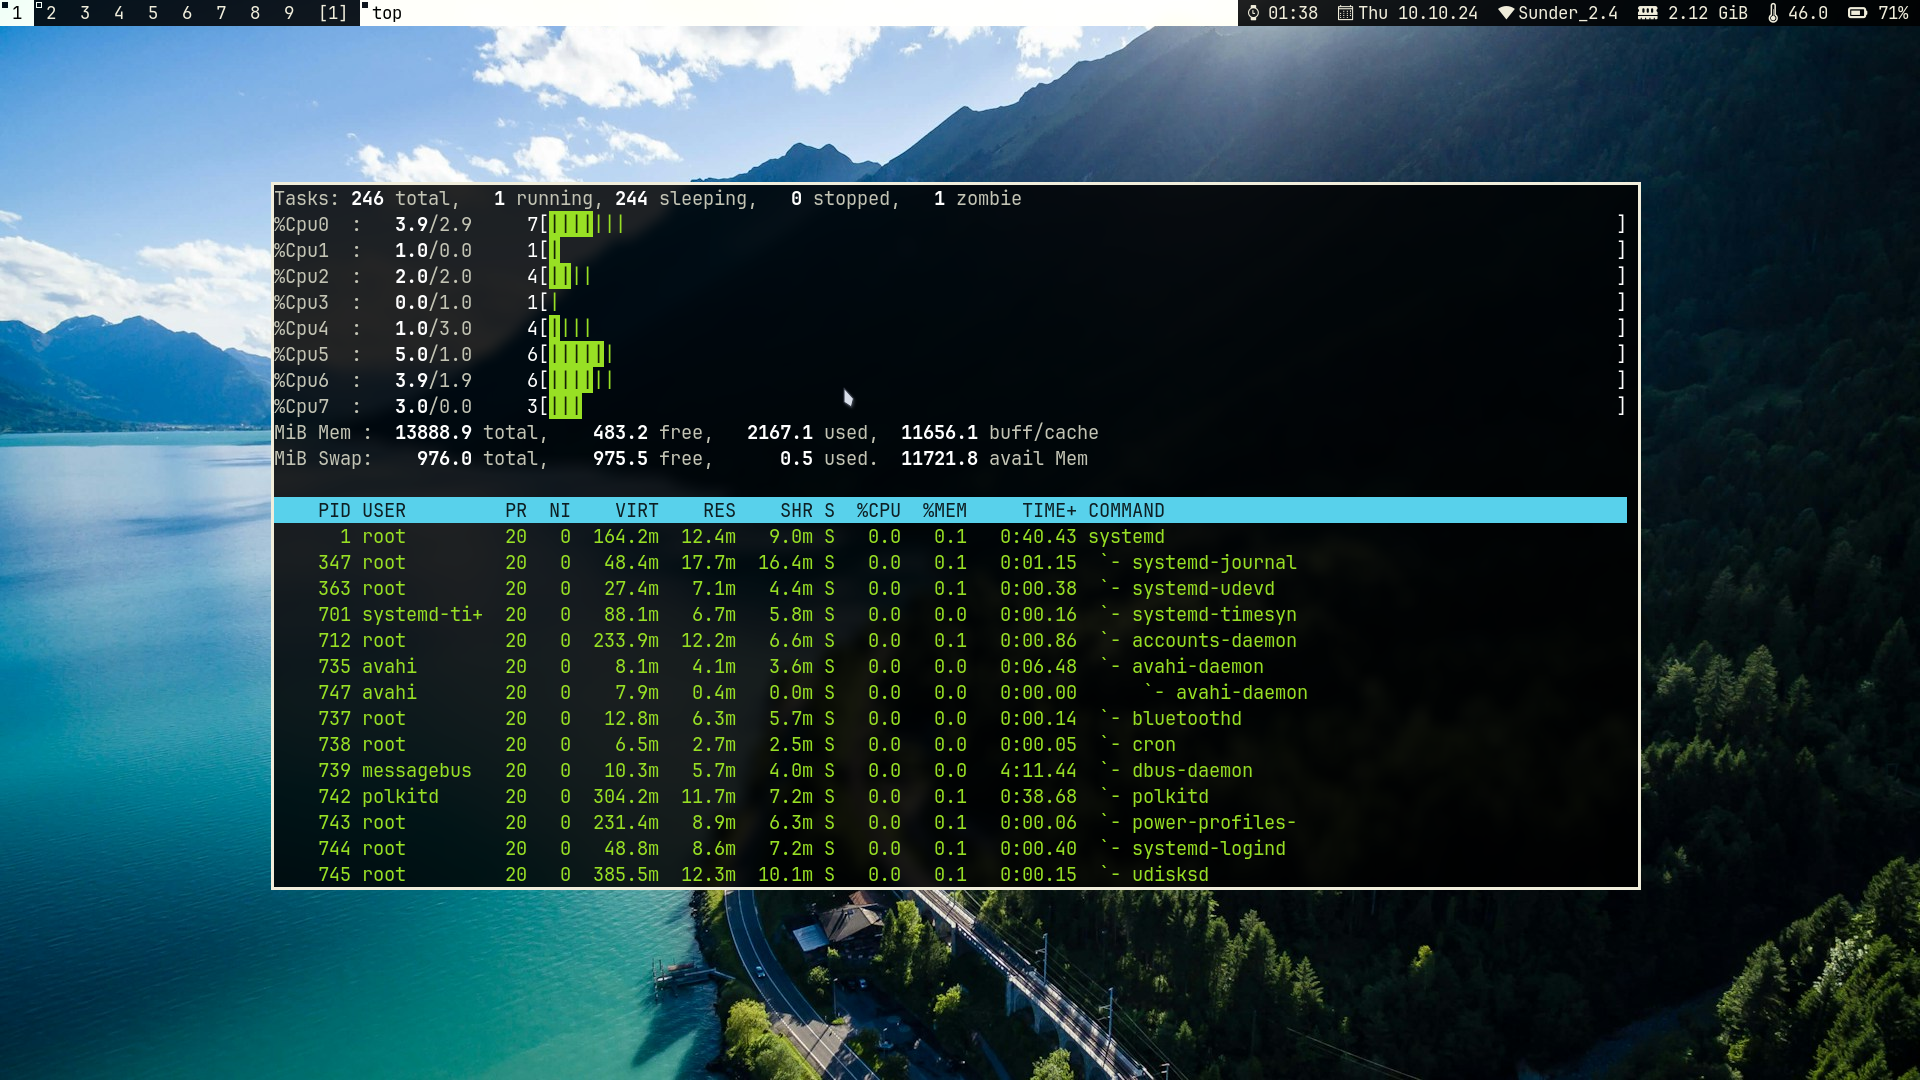 1 2 3 4 5 6 7 8 9 [1] top 01:38 Thu 10.10.24 Sunder_2.4 2.12 GiB 46.0 71%
Tasks: 246 total,   1 running, 244 sleeping,   0 stopped,   1 zombie
%Cpu0  :   3.9/2.9     7[|||||||                                                                                           ]
%Cpu1  :   1.0/0.0     1[|                                                                                                 ]
%Cpu2  :   2.0/2.0     4[||||                                                                                              ]
%Cpu3  :   0.0/1.0     1[|                                                                                                 ]
%Cpu4  :   1.0/3.0     4[||||                                                                                              ]
%Cpu5  :   5.0/1.0     6[||||||                                                                                            ]
%Cpu6  :   3.9/1.9     6[||||||                                                                                            ]
%Cpu7  :   3.0/0.0     3[|||                                                                                               ]
MiB Mem :  13888.9 total,    483.2 free,   2167.1 used,  11656.1 buff/cache
MiB Swap:    976.0 total,    975.5 free,      0.5 used.  11721.8 avail Mem
PID USER         PR  NI    VIRT    RES    SHR S  %CPU  %MEM     TIME+ COMMAND
1 root         20   0  164.2m  12.4m   9.0m S   0.0   0.1   0:40.43 systemd
347 root         20   0   48.4m  17.7m  16.4m S   0.0   0.1   0:01.15  `- systemd-journal
363 root         20   0   27.4m   7.1m   4.4m S   0.0   0.1   0:00.38  `- systemd-udevd
701 systemd-ti+  20   0   88.1m   6.7m   5.8m S   0.0   0.0   0:00.16  `- systemd-timesyn
712 root         20   0  233.9m  12.2m   6.6m S   0.0   0.1   0:00.86  `- accounts-daemon
735 avahi        20   0    8.1m   4.1m   3.6m S   0.0   0.0   0:06.48  `- avahi-daemon
747 avahi        20   0    7.9m   0.4m   0.0m S   0.0   0.0   0:00.00      `- avahi-daemon
737 root         20   0   12.8m   6.3m   5.7m S   0.0   0.0   0:00.14  `- bluetoothd
738 root         20   0    6.5m   2.7m   2.5m S   0.0   0.0   0:00.05  `- cron
739 messagebus   20   0   10.3m   5.7m   4.0m S   0.0   0.0   4:11.44  `- dbus-daemon
742 polkitd      20   0  304.2m  11.7m   7.2m S   0.0   0.1   0:38.68  `- polkitd
743 root         20   0  231.4m   8.9m   6.3m S   0.0   0.1   0:00.06  `- power-profiles-
744 root         20   0   48.8m   8.6m   7.2m S   0.0   0.1   0:00.40  `- systemd-logind
745 root         20   0  385.5m  12.3m  10.1m S   0.0   0.1   0:00.15  `- udisksd